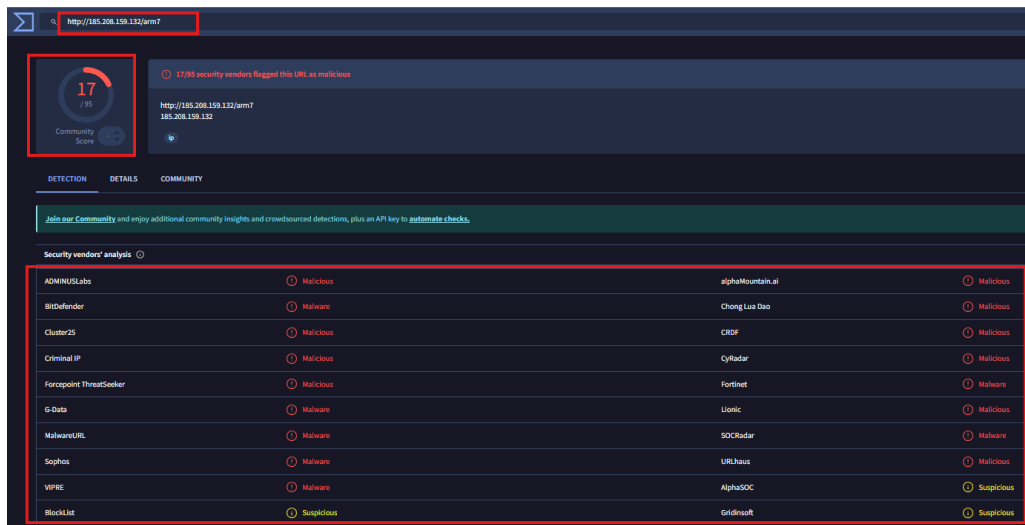 http://185.208.159.132/arm7
17
/ 95
Community
Score
17/95 security vendors flagged this URL as malicious
http://185.208.159.132/arm7
185.208.159.132
ip
DETECTION DETAILS COMMUNITY
Join our Community and enjoy additional community insights and crowdsourced detections, plus an API key to automate checks.
Security vendors' analysis
ADMINUSLabs Malicious alphaMountain.ai Malicious
BitDefender Malware Chong Lua Dao Malicious
Cluster25 Malicious CRDF Malicious
Criminal IP Malicious CyRadar Malicious
Forcepoint ThreatSeeker Malicious Fortinet Malware
G-Data Malware Lionic Malicious
MalwareURL Malware SOCRadar Malware
Sophos Malware URLhaus Malicious
VIPRE Malware AlphaSOC Suspicious
BlockList Suspicious Gridinsoft Suspicious